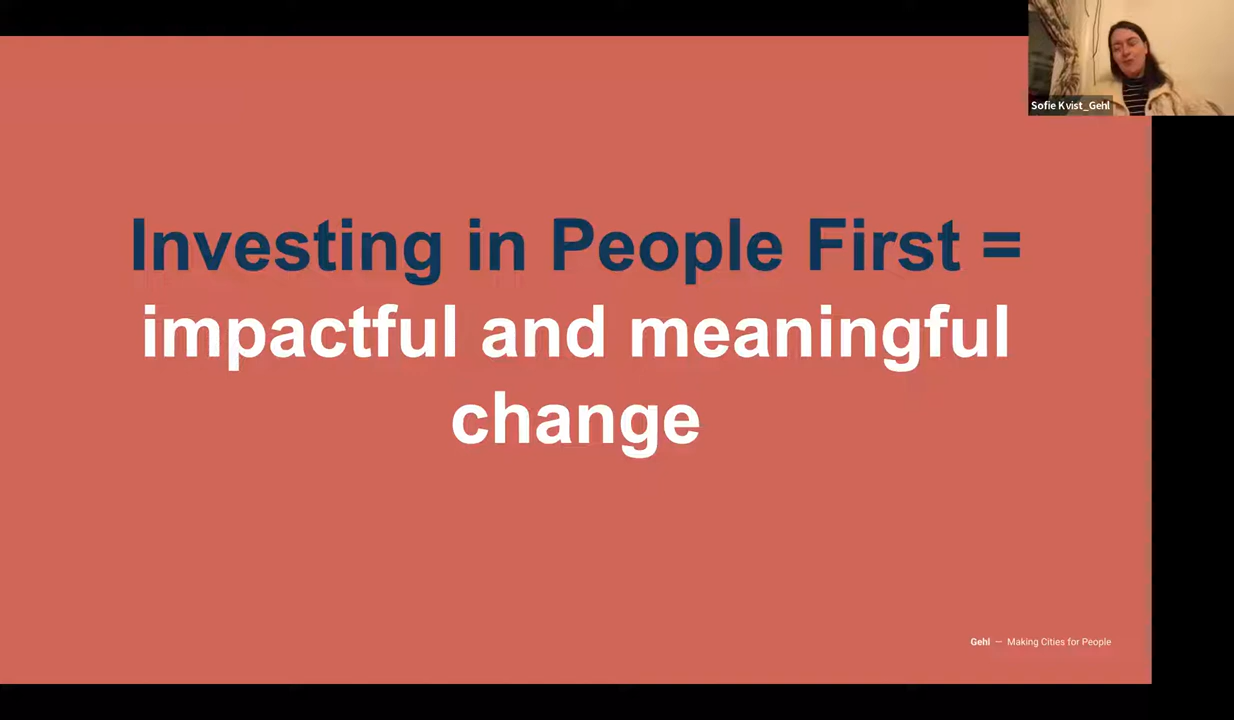 Sofie Kvist_Gehl
Investing in People First =
impactful and meaningful
change
Gehl — Making Cities for People